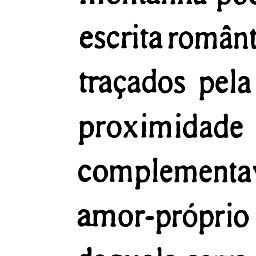 escrita românt
traçados pela
proximidade
complementav
amor-próprio